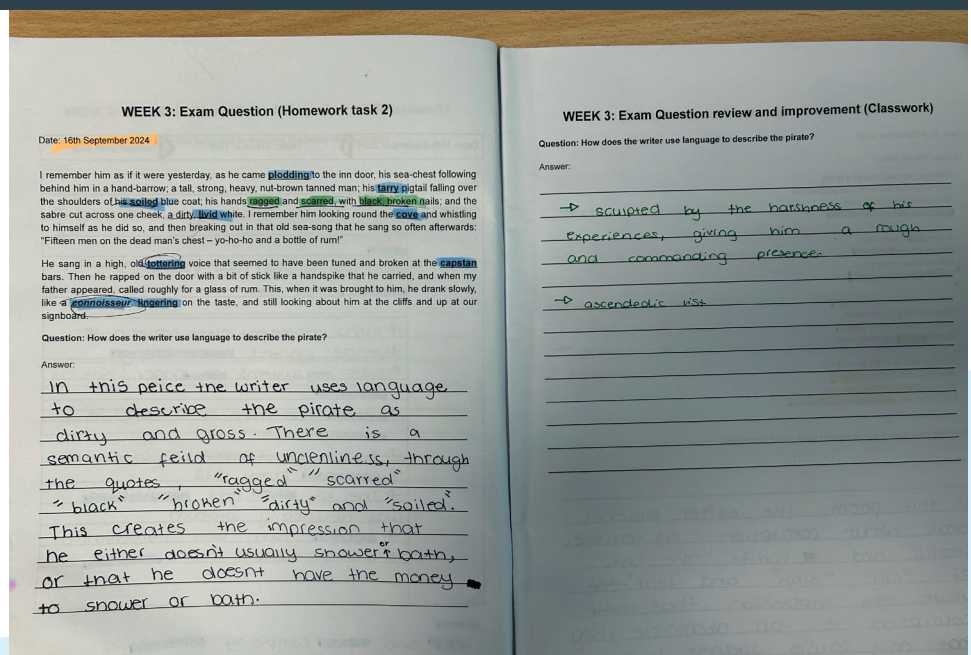 WEEK 3: Exam Question (Homework task 2)
Date: 16th September 2024
I remember him as if it were yesterday, as he came plodding to the inn door, his sea-chest following
behind him in a hand-barrow; a tall, strong, heavy, nut-brown tanned man; his tarry pigtail falling over
the shoulders of his soiled blue coat; his hands ragged and scarred, with black, broken nails; and the
sabre cut across one cheek, a dirty, livid white. I remember him looking round the cove and whistling
to himself as he did so, and then breaking out in that old sea-song that he sang so often afterwards:
"Fifteen men on the dead man's chest – yo-ho-ho and a bottle of rum!"
He sang in a high, old tottering voice that seemed to have been tuned and broken at the capstan
bars. Then he rapped on the door with a bit of stick like a handspike that he carried, and when my
father appeared, called roughly for a glass of rum. This, when it was brought to him, he drank slowly,
like a connoisseur lingering on the taste, and still looking about him at the cliffs and up at our
signboard.
Question: How does the writer use language to describe the pirate?
Answer:
In this peice the writer uses language
to describe the pirate as
dirty and gross. There is a
semantic feild of unclenliness, through
the quotes, "ragged" "scarred"
"black" "broken" "dirty" and "soiled".
This creates the impression that
he either doesn't usually shower or bath,
or that he doesnt have the money
to shower or bath.
WEEK 3: Exam Question review and improvement (Classwork)
Question: How does the writer use language to describe the pirate?
Answer:
→ sculpted by the harshness of his
experiences, giving him a rough
and commanding presence.
→ ascendedic list